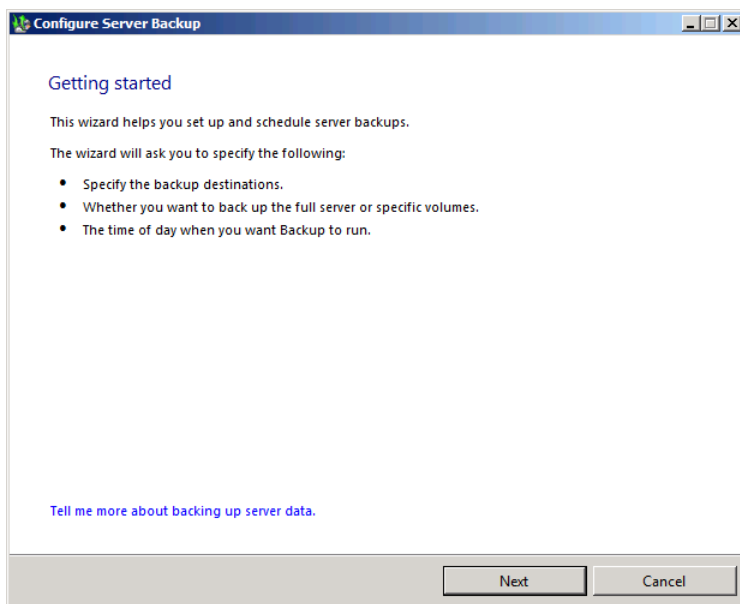 Configure Server Backup
Getting started
This wizard helps you set up and schedule server backups.
The wizard will ask you to specify the following:
• Specify the backup destinations.
• Whether you want to back up the full server or specific volumes.
• The time of day when you want Backup to run.
Tell me more about backing up server data.
Next Cancel